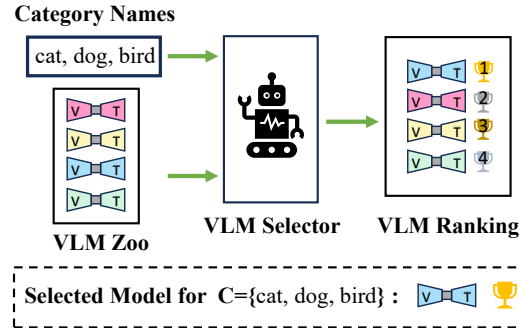 Category Names
cat, dog, bird
V T
V T
V T
V T
VLM Zoo
VLM Selector
V T 1
V T 2
V T 3
V T 4
VLM Ranking
Selected Model for C={cat, dog, bird} : V T